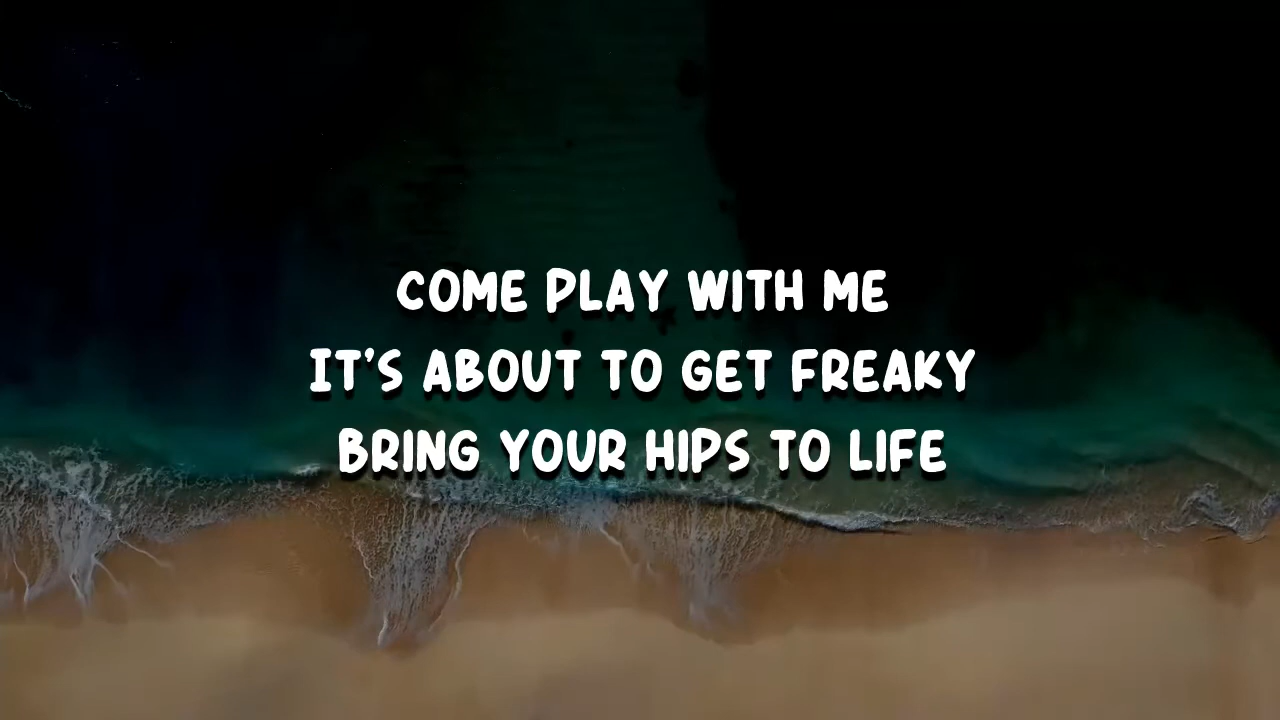 COME PLAY WITH ME
IT'S ABOUT TO GET FREAKY
BRING YOUR HIPS TO LIFE